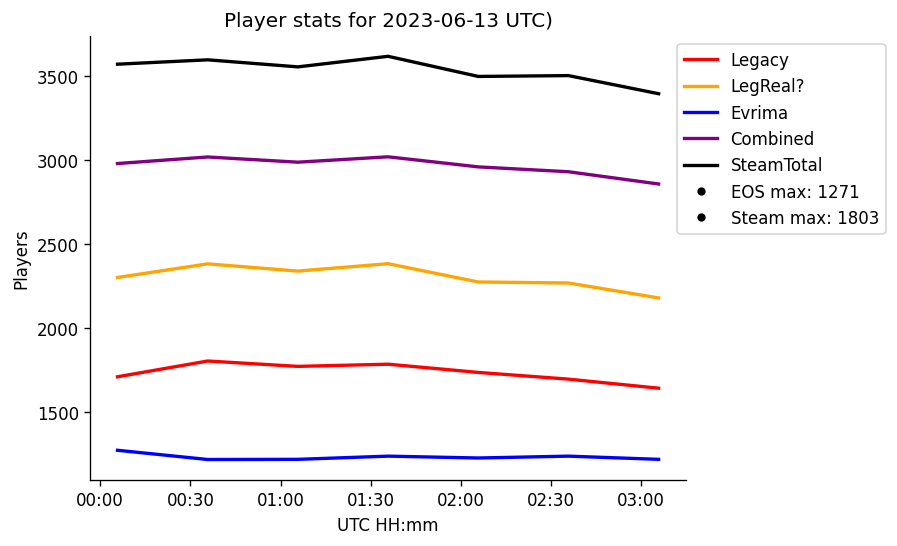 Player stats for 2023-06-13 UTC)
Players
3500
3000
2500
2000
1500
00:00 00:30 01:00 01:30 02:00 02:30 03:00
UTC HH:mm
Legacy
LegReal?
Evrima
Combined
SteamTotal
EOS max: 1271
Steam max: 1803